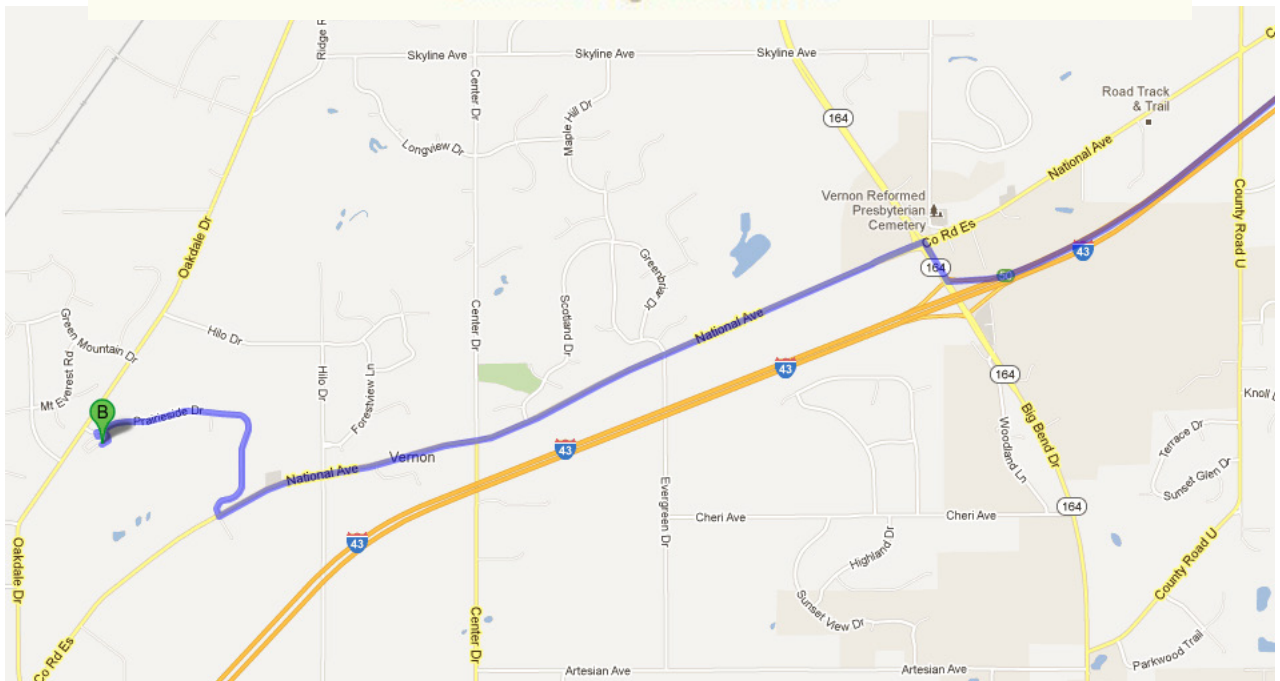 Ridge R
Skyline Ave
Skyline Ave
Skyline Ave
Center Dr
Maple Hill Dr
Longview Dr
164
Road Track
& Trail
National Ave
Vernon Reformed
Presbyterian
Cemetery
Co Rd Es
County Road U
Oakdale Dr
164
43
Greenbriar Dr
Scotland Dr
National Ave
Center Dr
Hilo Dr
Green Mountain Dr
Mt Everest Rd
Hilo Dr
Forestview Ln
43
164
Knoll
B
Prairieside Dr
Big Bend Dr
Woodland Ln
Terrace Dr
43
Vernon
National Ave
Sunset Glen Dr
Evergreen Dr
Cheri Ave
Cheri Ave
164
43
Highland Dr
Oakdale Dr
County Road U
Sunset View Dr
Center Dr
Co Rd Es
Artesian Ave
Artesian Ave
Parkwood Trail